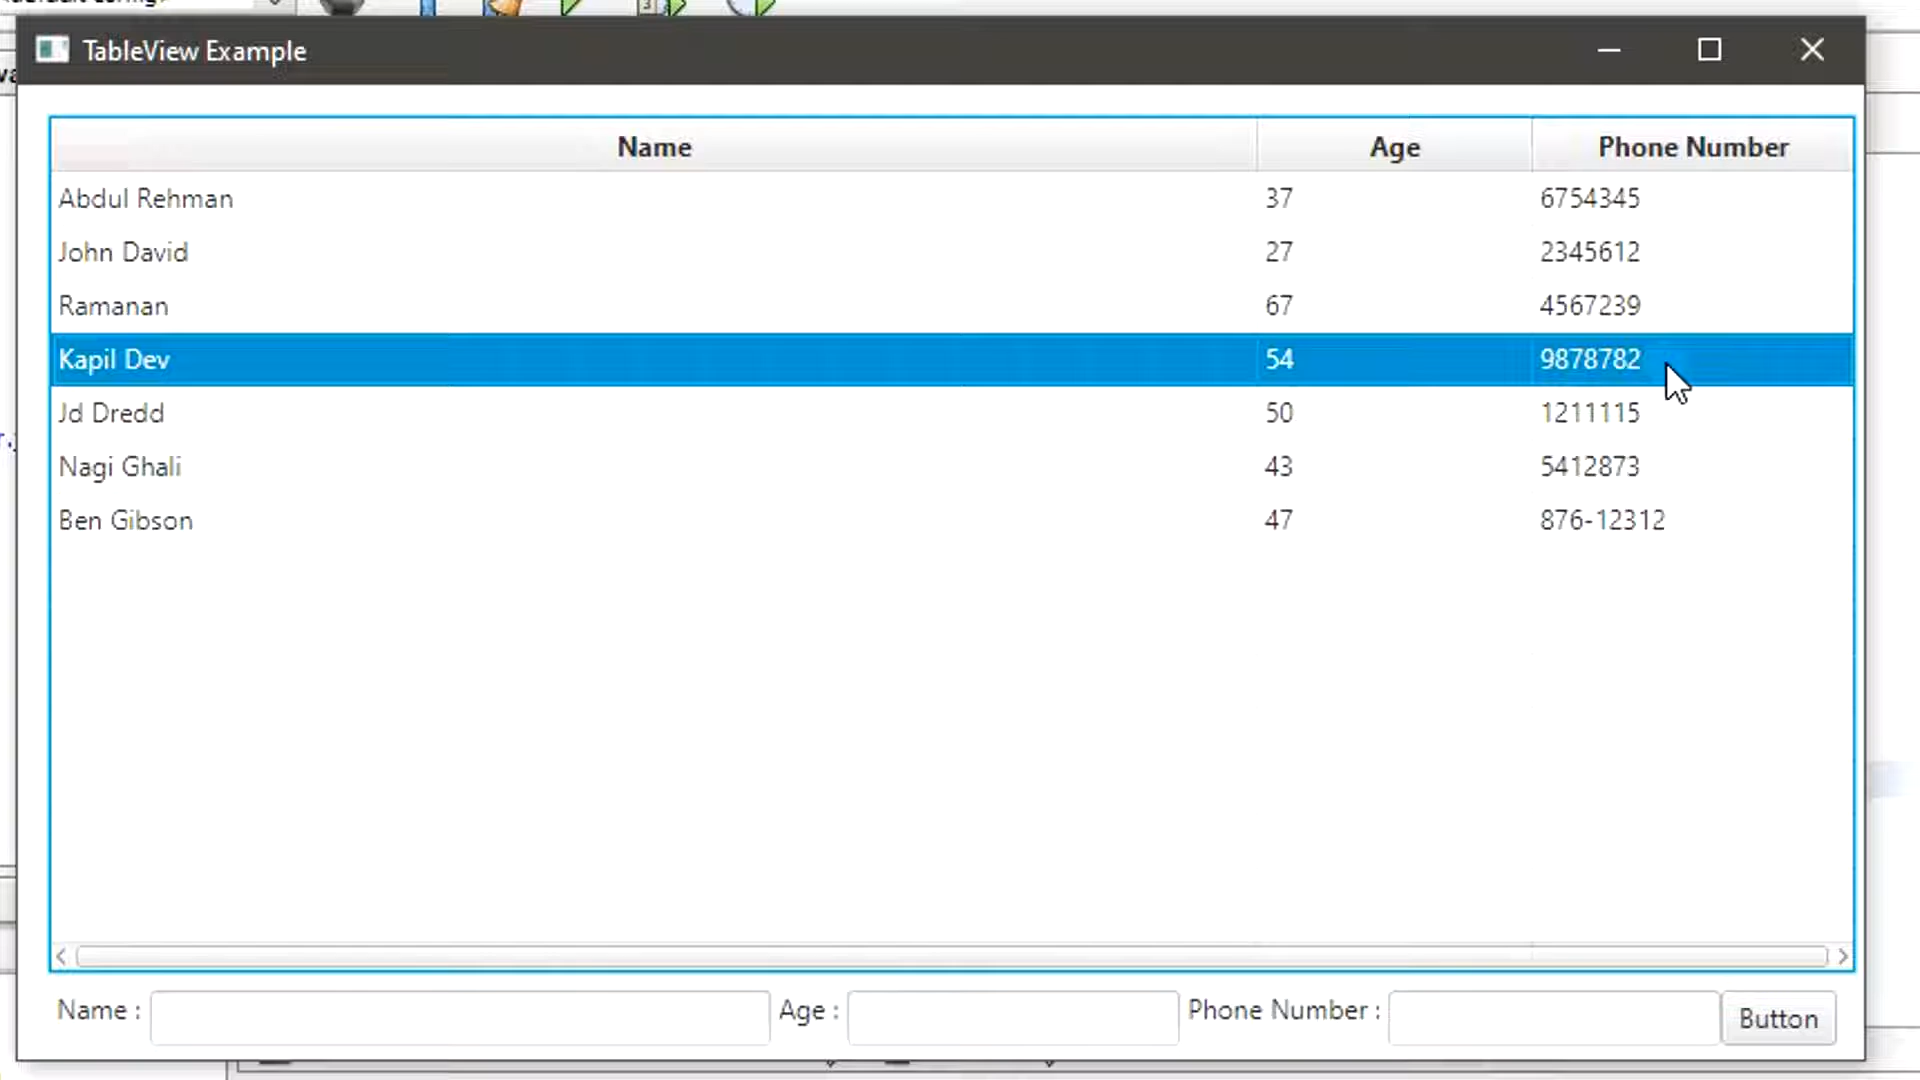 TableView Example
Name Age Phone Number
Abdul Rehman 37 6754345
John David 27 2345612
Ramanan 67 4567239
Kapil Dev 54 9878782
Jd Dredd 50 1211115
Nagi Ghali 43 5412873
Ben Gibson 47 876-12312
Name : Age : Phone Number : Button